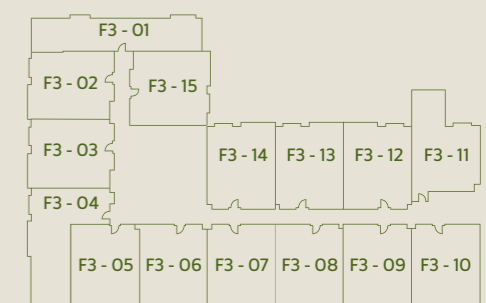 F3 - 01
F3 - 02
F3 - 15
F3 - 03
F3 - 14
F3 - 13
F3 - 12
F3 - 11
F3 - 04
F3 - 05
F3 - 06
F3 - 07
F3 - 08
F3 - 09
F3 - 10